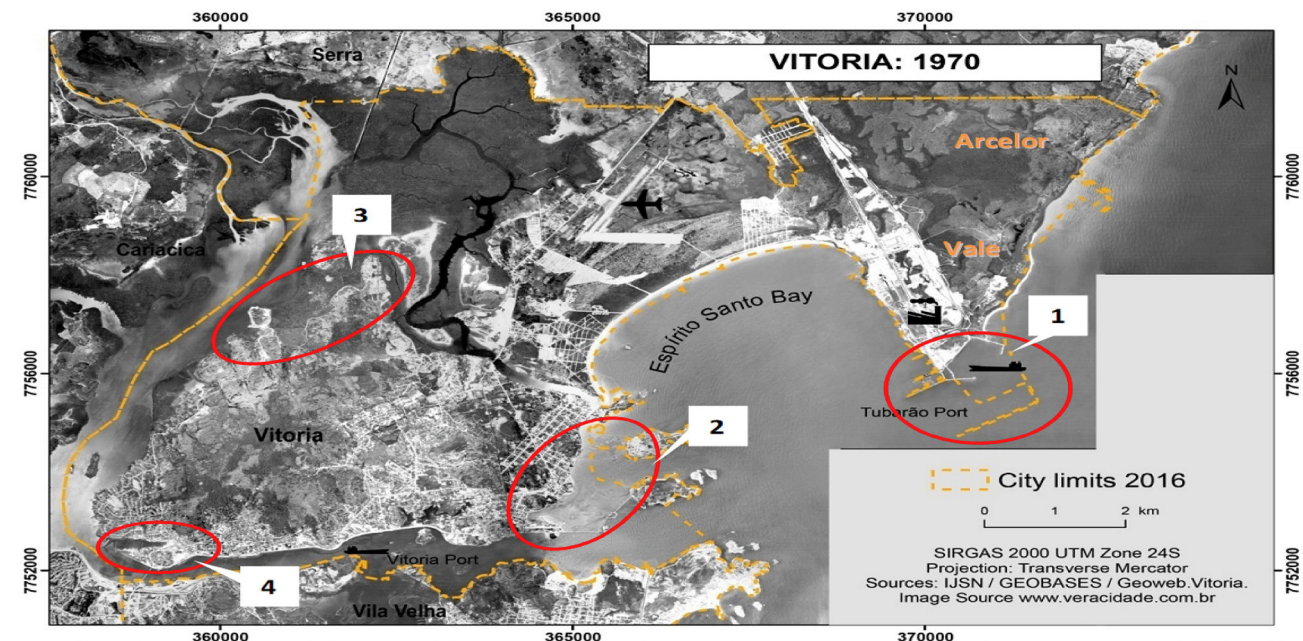 360000
365000
370000
VITORIA: 1970
N
Serra
Arcelor
7760000
7760000
3
Cariacica
Vale
Espírito Santo Bay
1
7756000
7756000
Tubarão Port
2
Vitoria
City limits 2016
0 1 2 km
Vitoria Port
SIRGAS 2000 UTM Zone 24S
Projection: Transverse Mercator
Sources: IJSN / GEOBASES / Geoweb.Vitoria.
Image Source www.veracidade.com.br
7752000
7752000
4
Vila Velha
360000
365000
370000